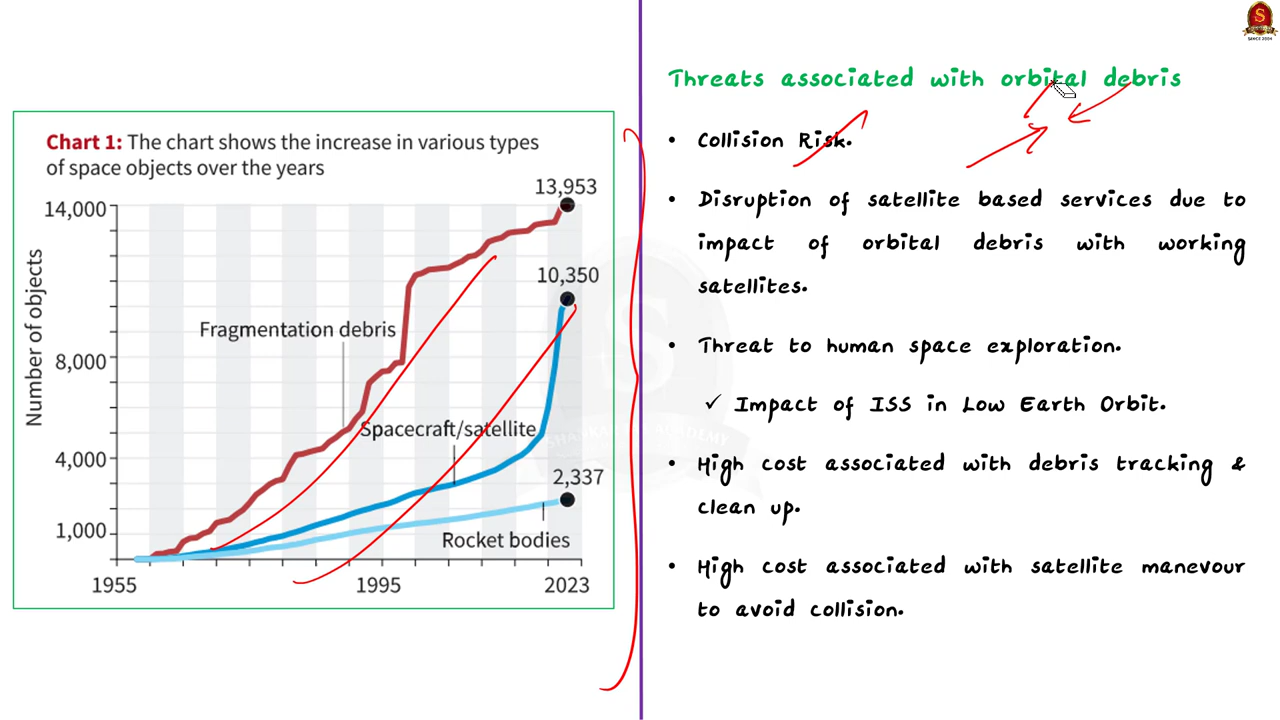 Chart 1: The chart shows the increase in various types
of space objects over the years
13,953
14,000
10,350
Fragmentation debris
8,000
Spacecraft/satellite
4,000
2,337
1,000
Rocket bodies
1955
1995
2023
Number of objects
S
SINCE 2004
Threats associated with orbital debris
• Collision Risk.
• Disruption of satellite based services due to
impact of orbital debris with working
satellites.
• Threat to human space exploration.
✓ Impact of ISS in Low Earth Orbit.
• High cost associated with debris tracking &
clean up.
• High cost associated with satellite manevour
to avoid collision.